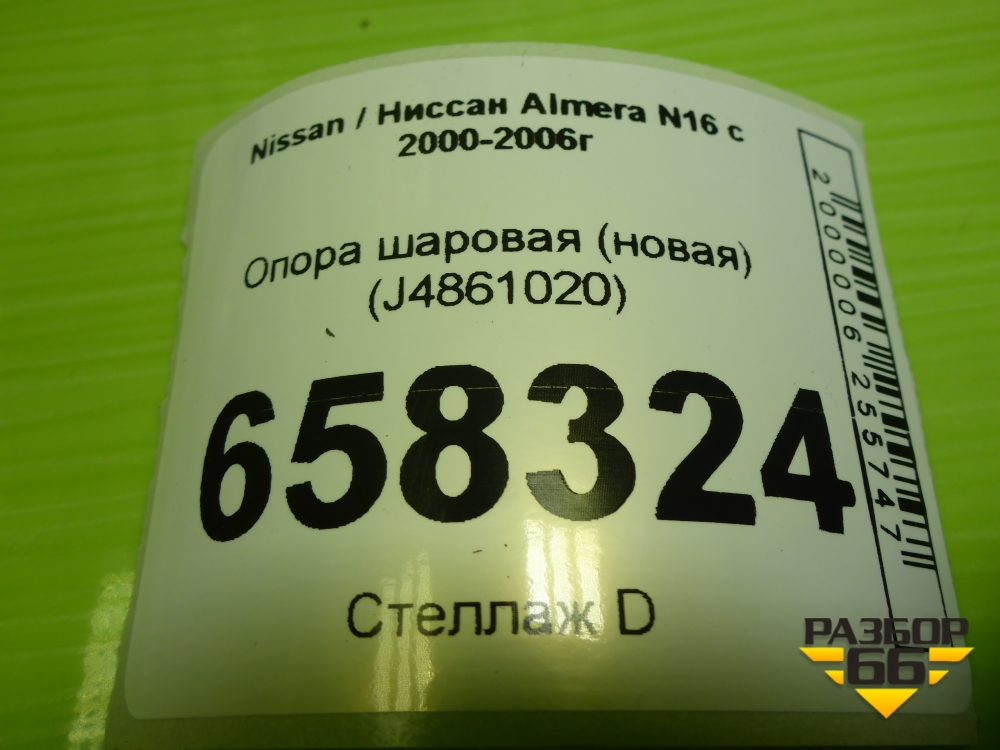 Nissan / Ниссан Almera N16 с
2000-2006г
Опора шаровая (новая)
(J4861020)
658324
Стеллаж D
2000006255747
РАЗБОР
66